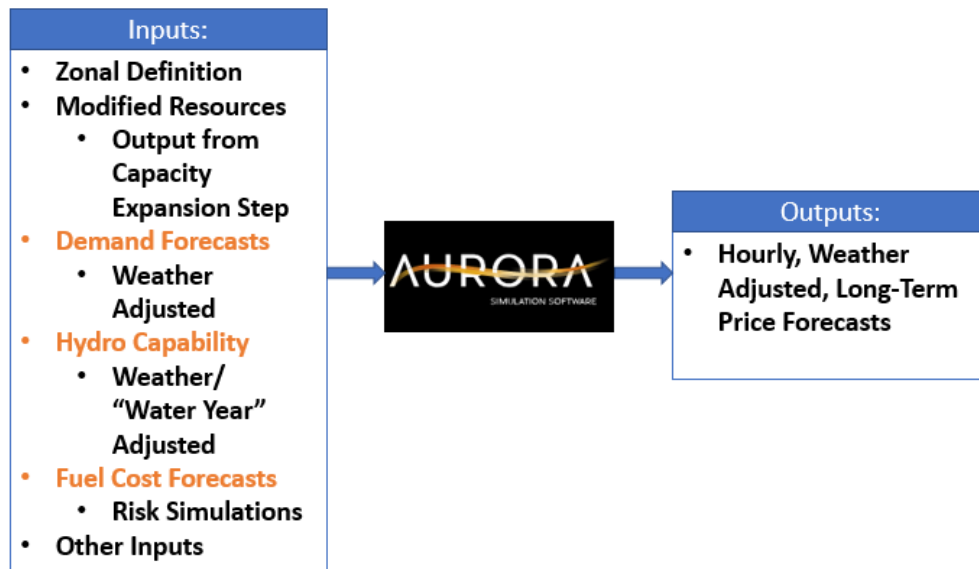 Inputs:
• Zonal Definition
• Modified Resources
• Output from
Capacity
Expansion Step
• Demand Forecasts
• Weather
Adjusted
• Hydro Capability
• Weather/
“Water Year”
Adjusted
• Fuel Cost Forecasts
• Risk Simulations
• Other Inputs
AURORA
SIMULATION SOFTWARE
Outputs:
• Hourly, Weather
Adjusted, Long-Term
Price Forecasts